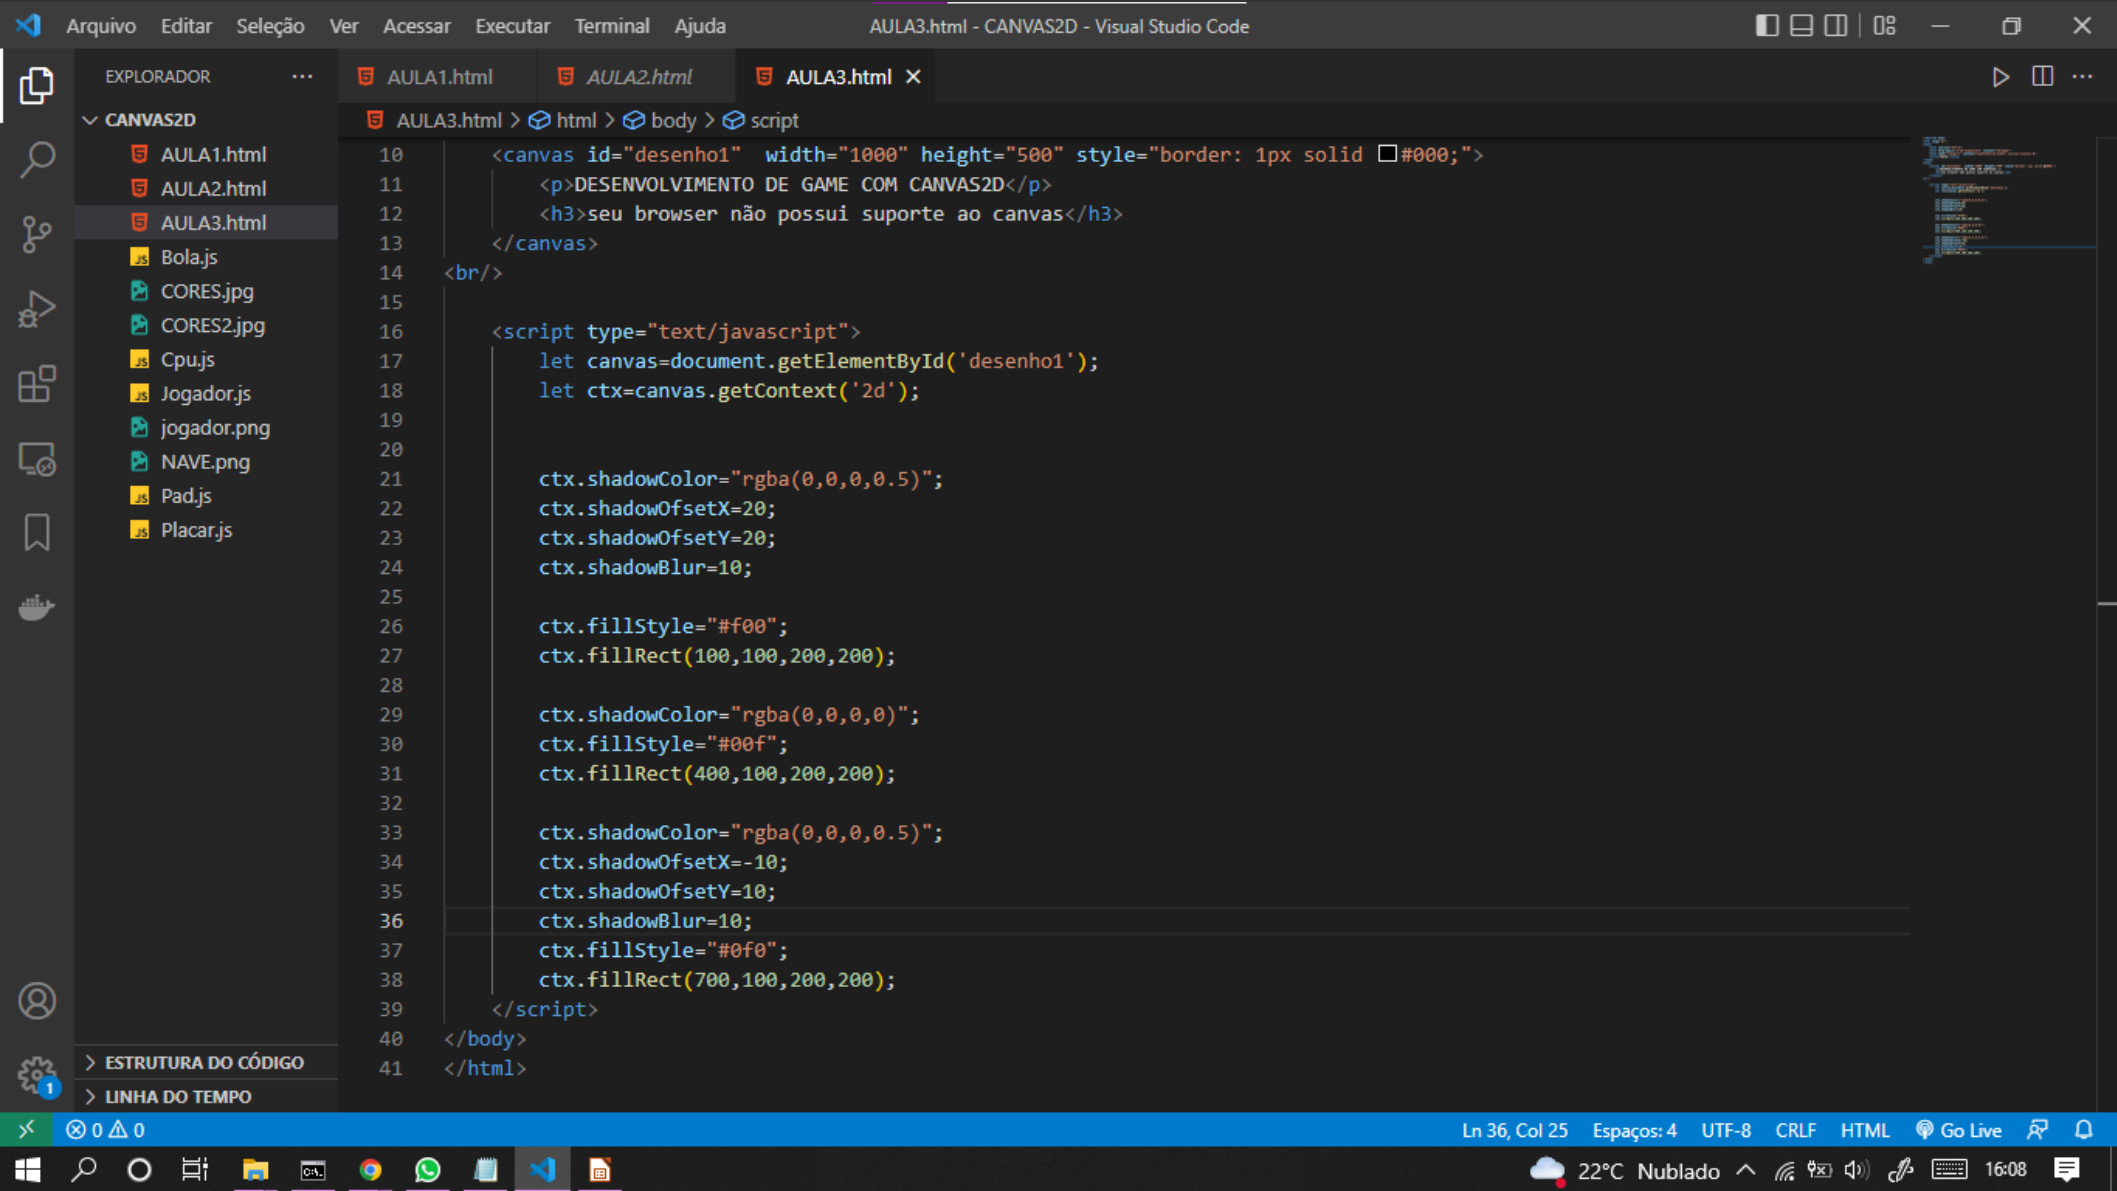 Arquivo Editar Seleção Ver Acessar Executar Terminal Ajuda AULA3.html - CANVAS2D - Visual Studio Code
EXPLORADOR
AULA1.html AULA2.html AULA3.html
CANVAS2D
AULA3.html > html > body > script
AULA1.html
AULA2.html
AULA3.html
Bola.js
CORES.jpg
CORES2.jpg
Cpu.js
Jogador.js
jogador.png
NAVE.png
Pad.js
Placar.js
ESTRUTURA DO CÓDIGO
LINHA DO TEMPO
10 <canvas id="desenho1"  width="1000" height="500" style="border: 1px solid #000;">
11 <p>DESENVOLVIMENTO DE GAME COM CANVAS2D</p>
12 <h3>seu browser não possui suporte ao canvas</h3>
13 </canvas>
14 <br/>
15
16 <script type="text/javascript">
17 let canvas=document.getElementById('desenho1');
18 let ctx=canvas.getContext('2d');
19
20
21 ctx.shadowColor="rgba(0,0,0,0.5)";
22 ctx.shadowOfsetX=20;
23 ctx.shadowOfsetY=20;
24 ctx.shadowBlur=10;
25
26 ctx.fillStyle="#f00";
27 ctx.fillRect(100,100,200,200);
28
29 ctx.shadowColor="rgba(0,0,0,0)";
30 ctx.fillStyle="#00f";
31 ctx.fillRect(400,100,200,200);
32
33 ctx.shadowColor="rgba(0,0,0,0.5)";
34 ctx.shadowOfsetX=-10;
35 ctx.shadowOfsetY=10;
36 ctx.shadowBlur=10;
37 ctx.fillStyle="#0f0";
38 ctx.fillRect(700,100,200,200);
39 </script>
40 </body>
41 </html>
1
0 0 Ln 36, Col 25 Espaços: 4 UTF-8 CRLF HTML Go Live
22°C Nublado 16:08